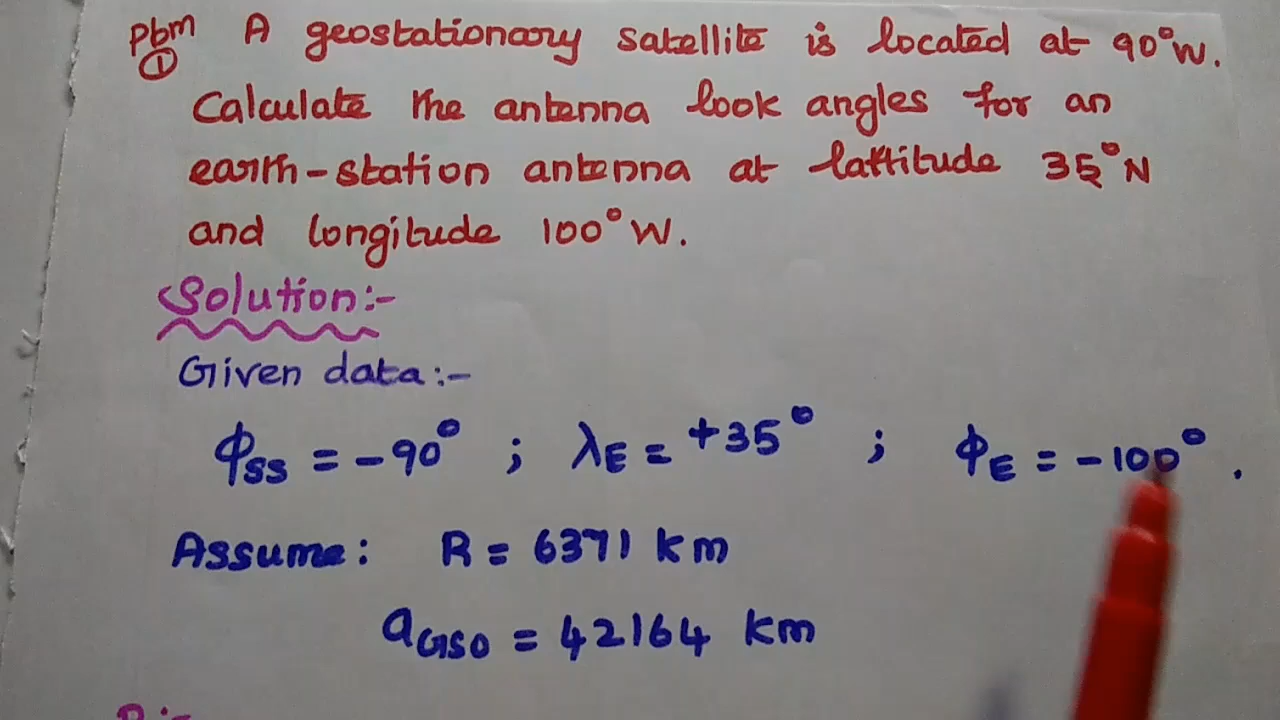 Pbm ① A geostationary satellite is located at 90°W.
Calculate the antenna look angles for an
earth-station antenna at lattitude 35°N
and longitude 100°W.
Solution:-
Given data:-
ϕSS = -90° ; λE = +35° ; ϕE = -100° .
Assume: R = 6371 km
aGSO = 42164 km